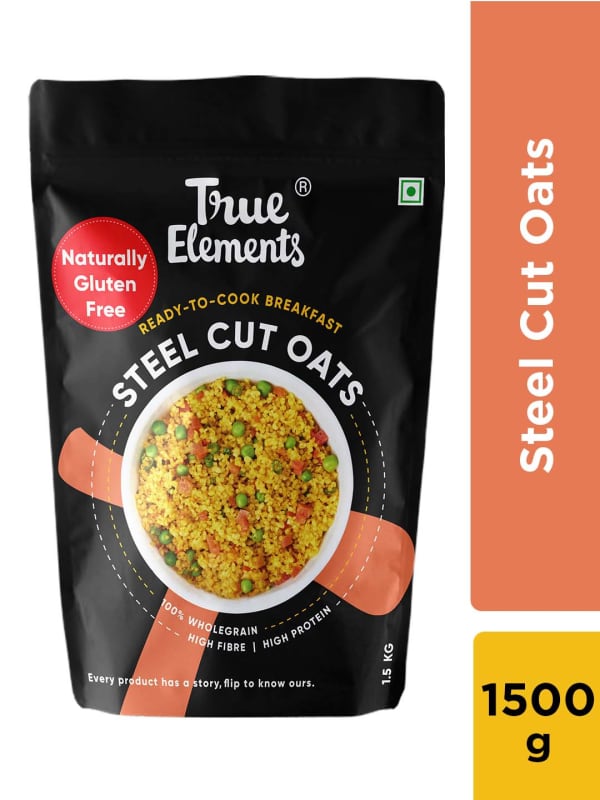 True ®
Elements
Naturally
Gluten
Free
READY-TO-COOK BREAKFAST
STEEL CUT OATS
100% WHOLEGRAIN
HIGH FIBRE | HIGH PROTEIN
Every product has a story, flip to know ours.
1.5 KG
Steel Cut Oats
1500
g